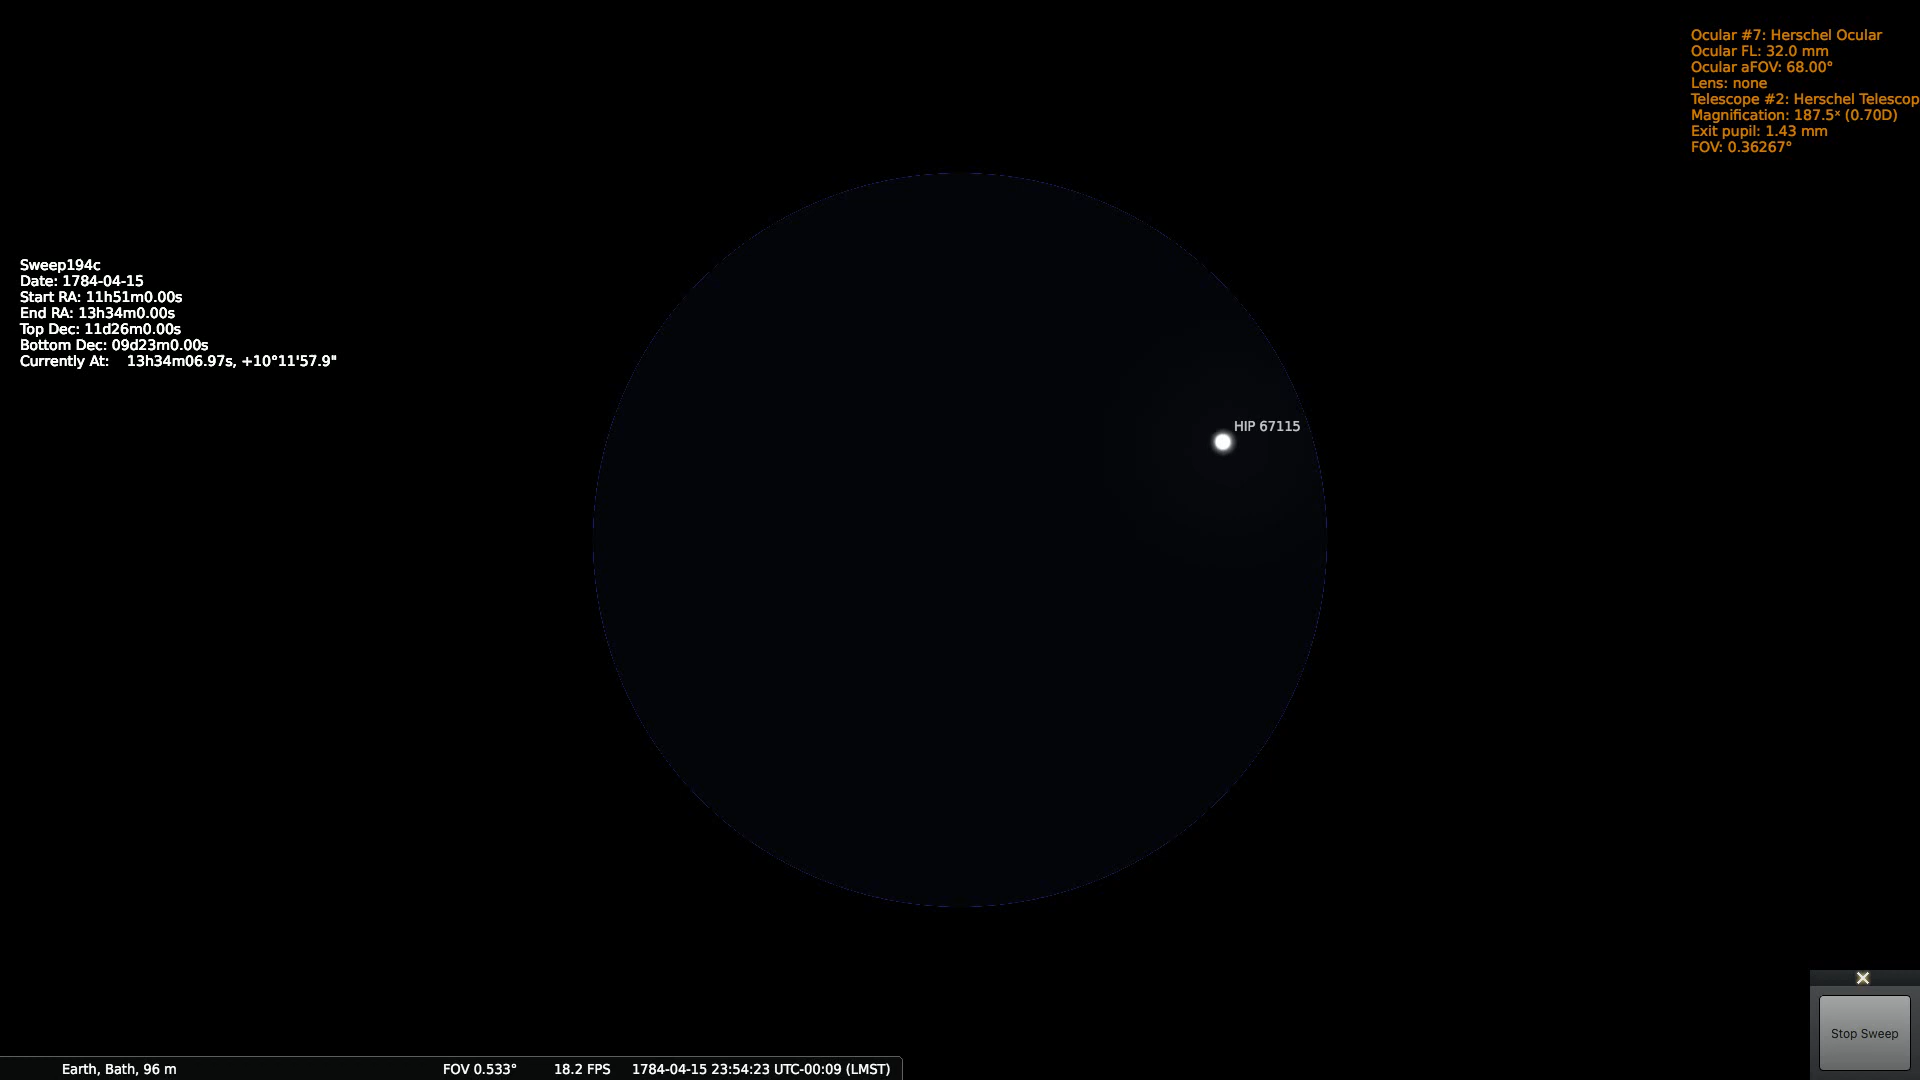 Ocular #7: Herschel Ocular
Ocular FL: 32.0 mm
Ocular aFOV: 68.00°
Lens: none
Telescope #2: Herschel Telescop
Magnification: 187.5ˣ (0.70D)
Exit pupil: 1.43 mm
FOV: 0.36267°
Sweep194c
Date: 1784-04-15
Start RA: 11h51m0.00s
End RA: 13h34m0.00s
Top Dec: 11d26m0.00s
Bottom Dec: 09d23m0.00s
Currently At: 13h34m06.97s, +10°11'57.9"
HIP 67115
Stop Sweep
Earth, Bath, 96 m FOV 0.533° 18.2 FPS 1784-04-15 23:54:23 UTC-00:09 (LMST)